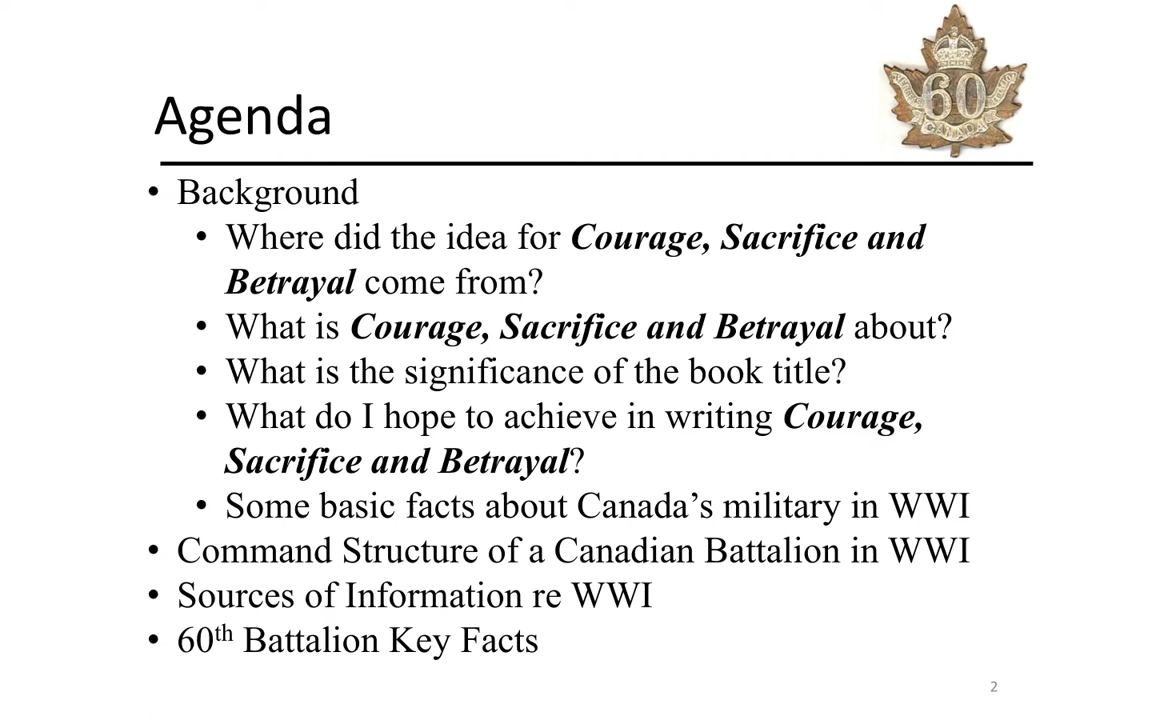 60
CANADA
Agenda
• Background
• Where did the idea for Courage, Sacrifice and
Betrayal come from?
• What is Courage, Sacrifice and Betrayal about?
• What is the significance of the book title?
• What do I hope to achieve in writing Courage,
Sacrifice and Betrayal?
• Some basic facts about Canada’s military in WWI
• Command Structure of a Canadian Battalion in WWI
• Sources of Information re WWI
• 60th Battalion Key Facts
2